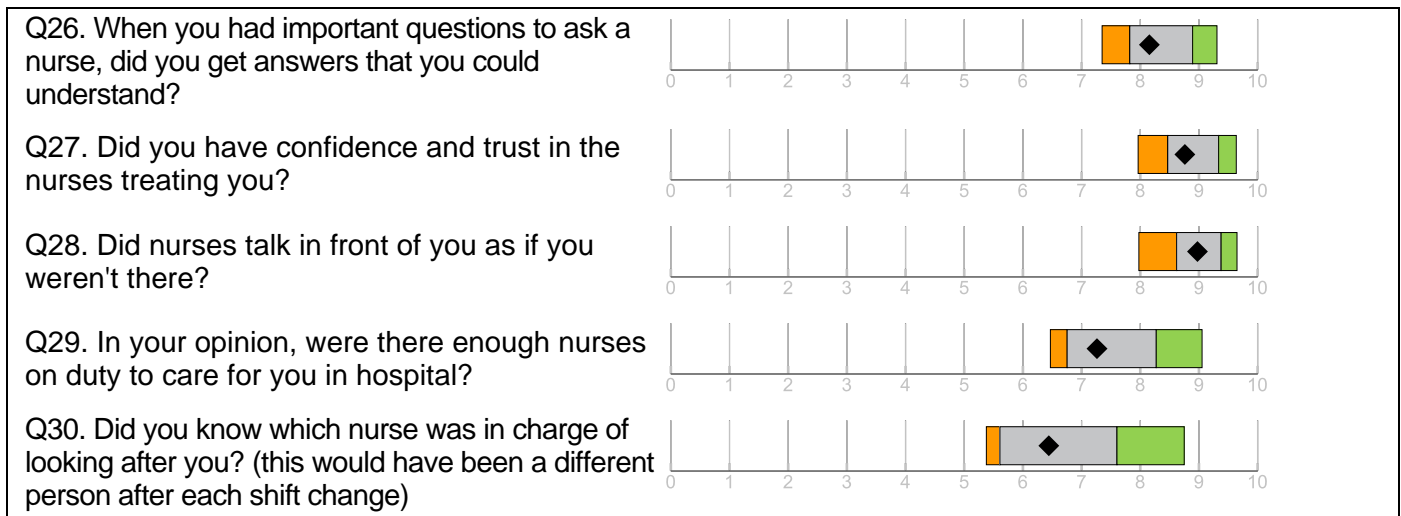 Q26. When you had important questions to ask a
nurse, did you get answers that you could
understand?
0 1 2 3 4 5 6 7 8 9 10
Q27. Did you have confidence and trust in the
nurses treating you?
0 1 2 3 4 5 6 7 8 9 10
Q28. Did nurses talk in front of you as if you
weren't there?
0 1 2 3 4 5 6 7 8 9 10
Q29. In your opinion, were there enough nurses
on duty to care for you in hospital?
0 1 2 3 4 5 6 7 8 9 10
Q30. Did you know which nurse was in charge of
looking after you? (this would have been a different
person after each shift change)
0 1 2 3 4 5 6 7 8 9 10